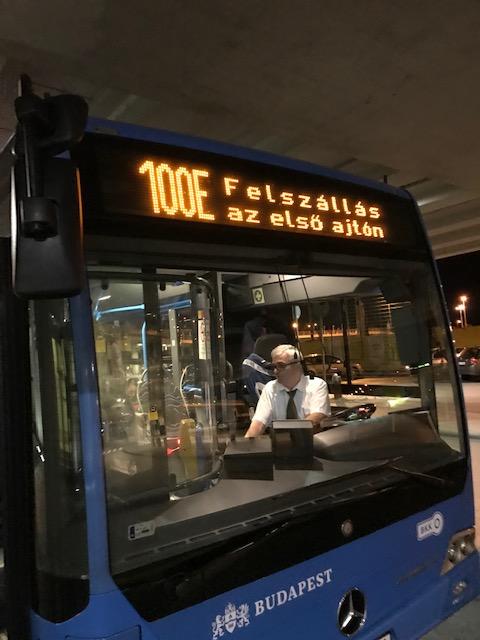 100E Felszállás
az első ajtón
BKK
BUDAPEST